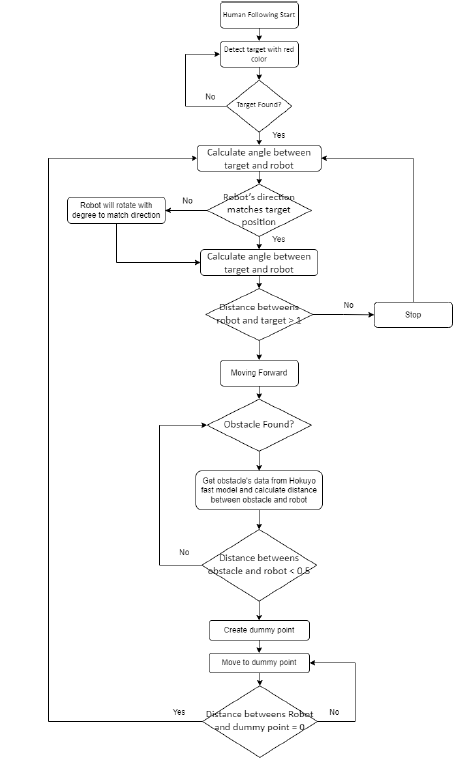 Human Following Start
Detect target with red
color
No
Target Found?
Yes
Calculate angle between
target and robot
Robot will rotate with
degree to match direction
No
Robot's direction
matches target
position
Yes
Calculate angle between
target and robot
Distance betweens
robot and target > 1
No
Stop
Moving Forward
Obstacle Found?
Get obstacle's data from Hokuyo
fast model and calculate distance
between obstacle and robot
No
Distance betweens
obstacle and robot < 0.5
Create dummy point
Move to dummy point
Yes
Distance betweens Robot
and dummy point = 0
No